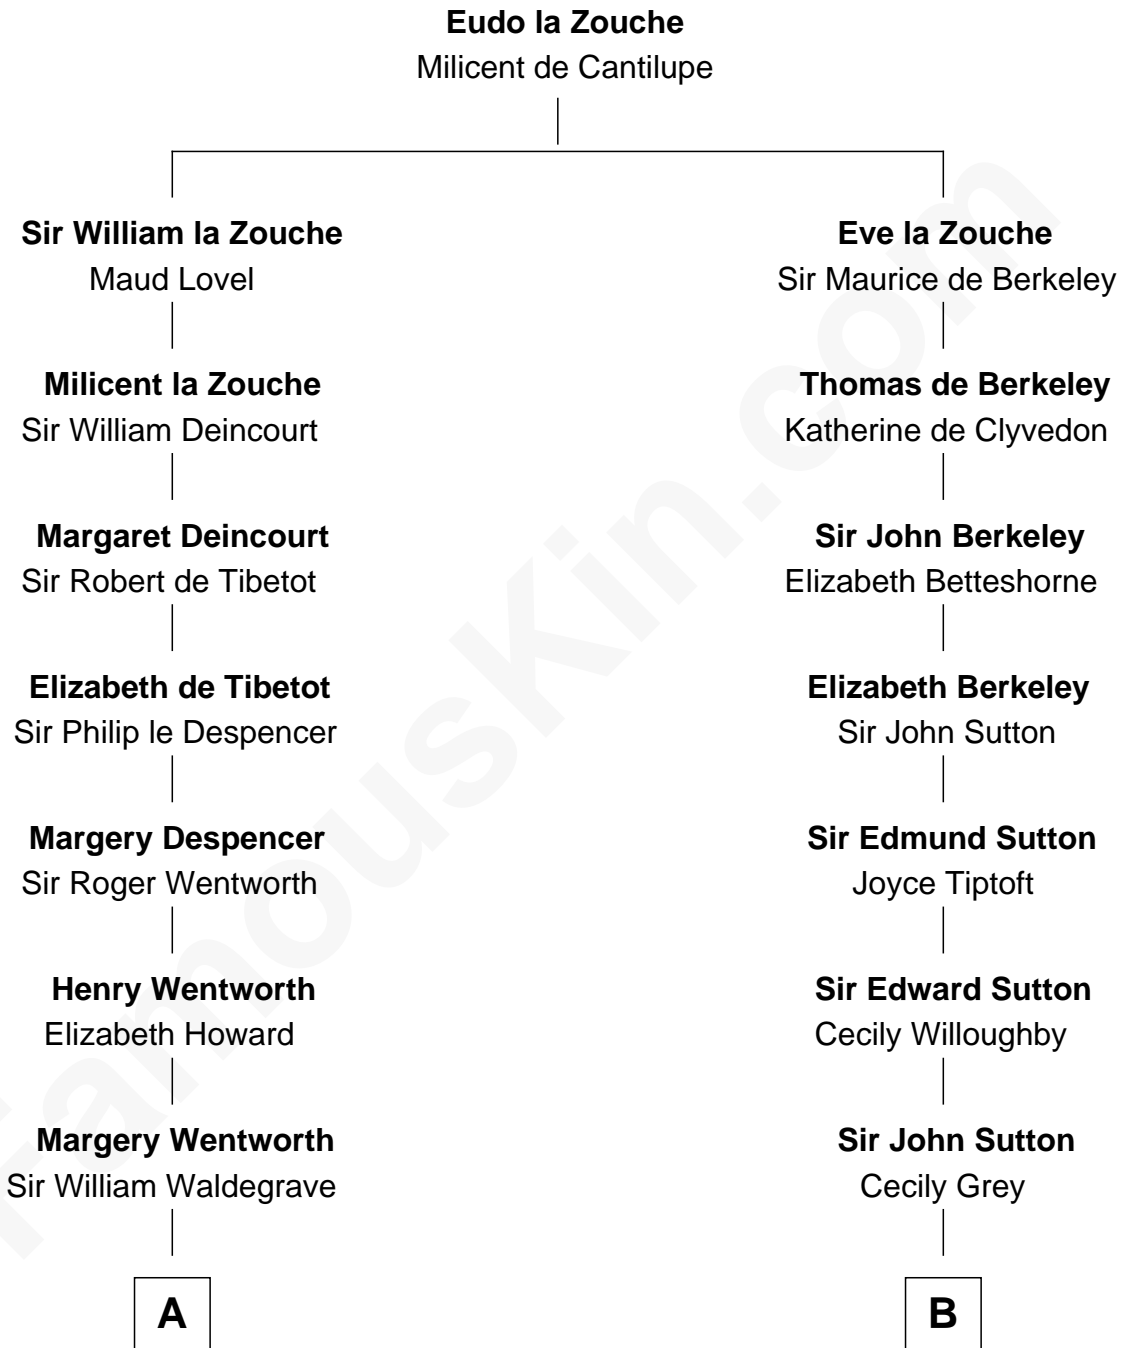 Eudo la Zouche
Milicent de Cantilupe
Sir William la Zouche
Maud Lovel
Milicent la Zouche
Sir William Deincourt
Margaret Deincourt
Sir Robert de Tibetot
Elizabeth de Tibetot
Sir Philip le Despencer
Margery Despencer
Sir Roger Wentworth
Henry Wentworth
Elizabeth Howard
Margery Wentworth
Sir William Waldegrave
A
Eve la Zouche
Sir Maurice de Berkeley
Thomas de Berkeley
Katherine de Clyvedon
Sir John Berkeley
Elizabeth Betteshorne
Elizabeth Berkeley
Sir John Sutton
Sir Edmund Sutton
Joyce Tiptoft
Sir Edward Sutton
Cecily Willoughby
Sir John Sutton
Cecily Grey
B
FamousKin.com